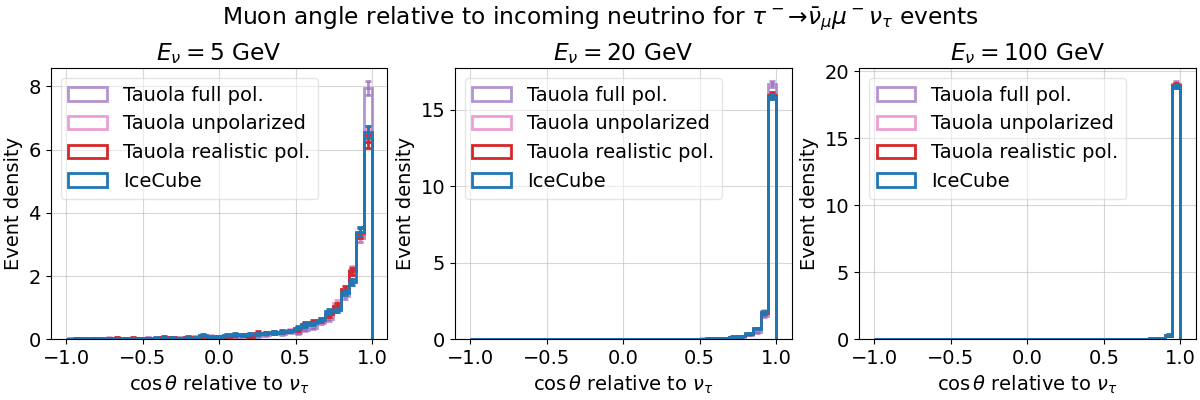 Muon angle relative to incoming neutrino for τ⁻→ν̄_μμ⁻ν_τ events
E_ν = 5 GeV
Event density
8
6
4
2
0
Tauola full pol.
Tauola unpolarized
Tauola realistic pol.
IceCube
−1.0 −0.5 0.0 0.5 1.0
cos θ relative to ν_τ
E_ν = 20 GeV
Event density
15
10
5
0
Tauola full pol.
Tauola unpolarized
Tauola realistic pol.
IceCube
−1.0 −0.5 0.0 0.5 1.0
cos θ relative to ν_τ
E_ν = 100 GeV
Event density
20
15
10
5
0
Tauola full pol.
Tauola unpolarized
Tauola realistic pol.
IceCube
−1.0 −0.5 0.0 0.5 1.0
cos θ relative to ν_τ